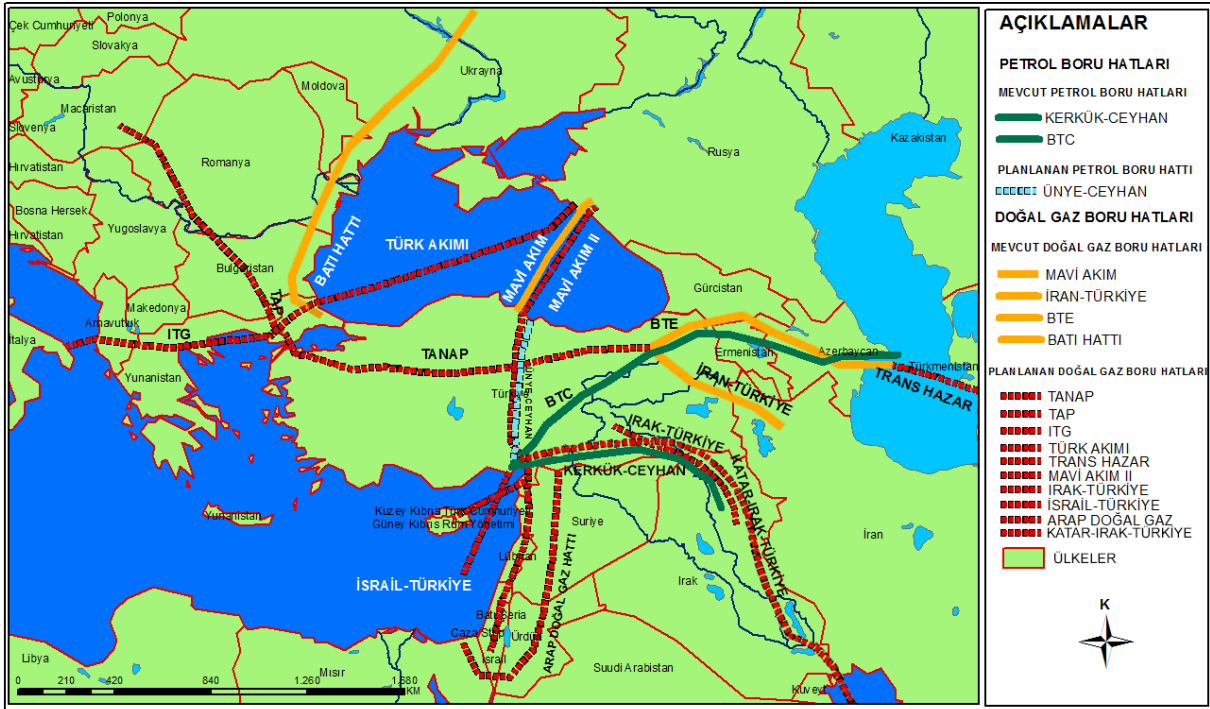 Polonya
Çek Cumhuriyeti
Slovakya
Avusturya
Macaristan
Slovenya
Hırvatistan
Bosna Hersek
Hırvatistan
Yugoslavya
Romanya
Moldova
Ukrayna
Rusya
Kazakistan
Bulgaristan
Makedonya
Arnavutluk
İtalya
Yunanistan
Yunanistan
Türkiye
Gürcistan
Ermenistan
Azerbaycan
Türkmenistan
Kuzey Kıbrıs Türk Cumhuriyeti
Güney Kıbrıs Rum Yönetimi
Suriye
Lübnan
Batı Şeria
Gaza Strip
Ürdün
İsrail
Irak
İran
Libya
Mısır
Suudi Arabistan
Kuveyt
BATI HATTI
TÜRK AKIMI
MAVİ AKIM
MAVİ AKIM II
TAP
ITG
TANAP
BTE
BTC
ÜNYE-CEYHAN
İRAN-TÜRKİYE
TRANS HAZAR
IRAK-TÜRKİYE
KERKÜK-CEYHAN
KATAR-IRAK-TÜRKİYE
İSRAİL-TÜRKİYE
ARAP DOĞAL GAZ HATTI
0 210 420 840 1.260 1.680
KM
AÇIKLAMALAR
PETROL BORU HATLARI
MEVCUT PETROL BORU HATLARI
KERKÜK-CEYHAN
BTC
PLANLANAN PETROL BORU HATTI
ÜNYE-CEYHAN
DOĞAL GAZ BORU HATLARI
MEVCUT DOĞAL GAZ BORU HATLARI
MAVİ AKIM
İRAN-TÜRKİYE
BTE
BATI HATTI
PLANLANAN DOĞAL GAZ BORU HATLARI
TANAP
TAP
ITG
TÜRK AKIMI
TRANS HAZAR
MAVİ AKIM II
IRAK-TÜRKİYE
İSRAİL-TÜRKİYE
ARAP DOĞAL GAZ
KATAR-IRAK-TÜRKİYE
ÜLKELER
K